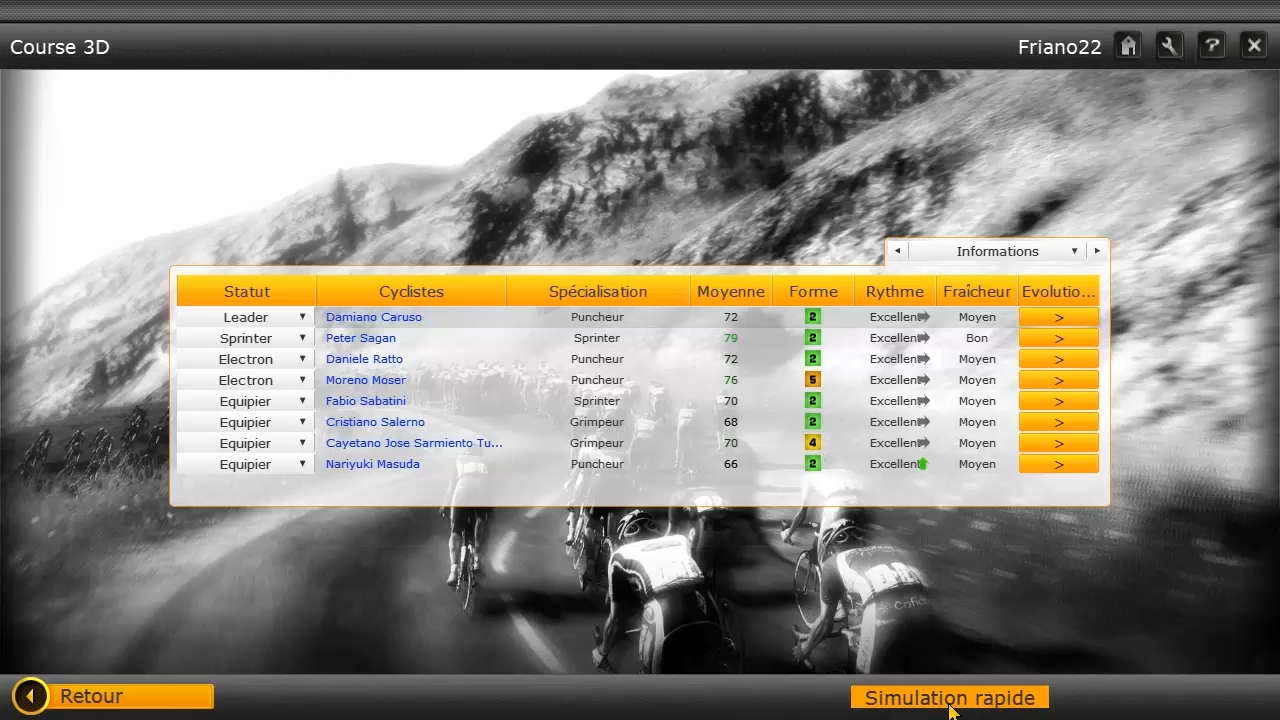 Course 3D Friano22
Informations
Statut Cyclistes Spécialisation Moyenne Forme Rythme Fraîcheur Evolutio...
Leader Damiano Caruso Puncheur 72 2 Excellent Moyen >
Sprinter Peter Sagan Sprinter 79 2 Excellent Bon >
Electron Daniele Ratto Puncheur 72 2 Excellent Moyen >
Electron Moreno Moser Puncheur 76 5 Excellent Moyen >
Equipier Fabio Sabatini Sprinter 70 2 Excellent Moyen >
Equipier Cristiano Salerno Grimpeur 68 2 Excellent Moyen >
Equipier Cayetano Jose Sarmiento Tu... Grimpeur 70 4 Excellent Moyen >
Equipier Nariyuki Masuda Puncheur 66 2 Excellent Moyen >
Retour Simulation rapide